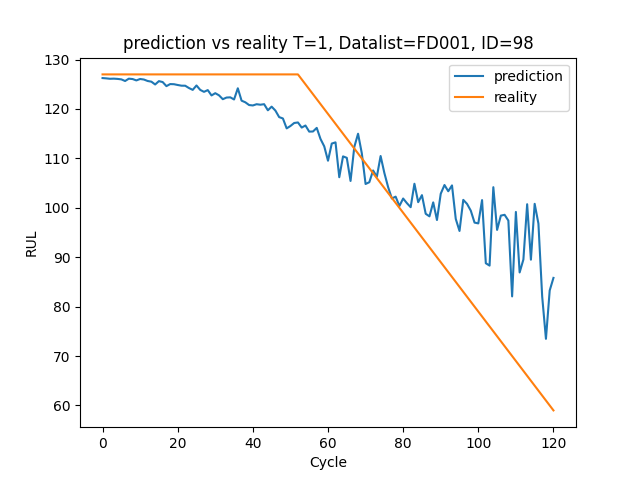 prediction vs reality T=1, Datalist=FD001, ID=98
prediction
reality
RUL
130
120
110
100
90
80
70
60
0 20 40 60 80 100 120
Cycle